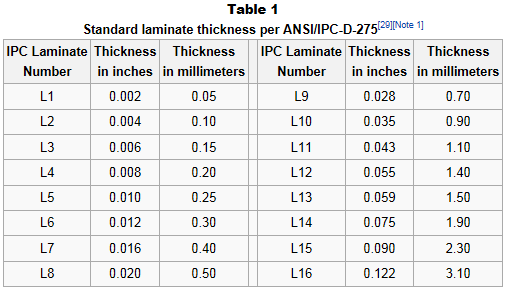 Table 1
Standard laminate thickness per ANSI/IPC-D-275[29][Note 1]
IPC Laminate Thickness Thickness IPC Laminate Thickness Thickness
Number in inches in millimeters Number in inches in millimeters
L1 0.002 0.05 L9 0.028 0.70
L2 0.004 0.10 L10 0.035 0.90
L3 0.006 0.15 L11 0.043 1.10
L4 0.008 0.20 L12 0.055 1.40
L5 0.010 0.25 L13 0.059 1.50
L6 0.012 0.30 L14 0.075 1.90
L7 0.016 0.40 L15 0.090 2.30
L8 0.020 0.50 L16 0.122 3.10